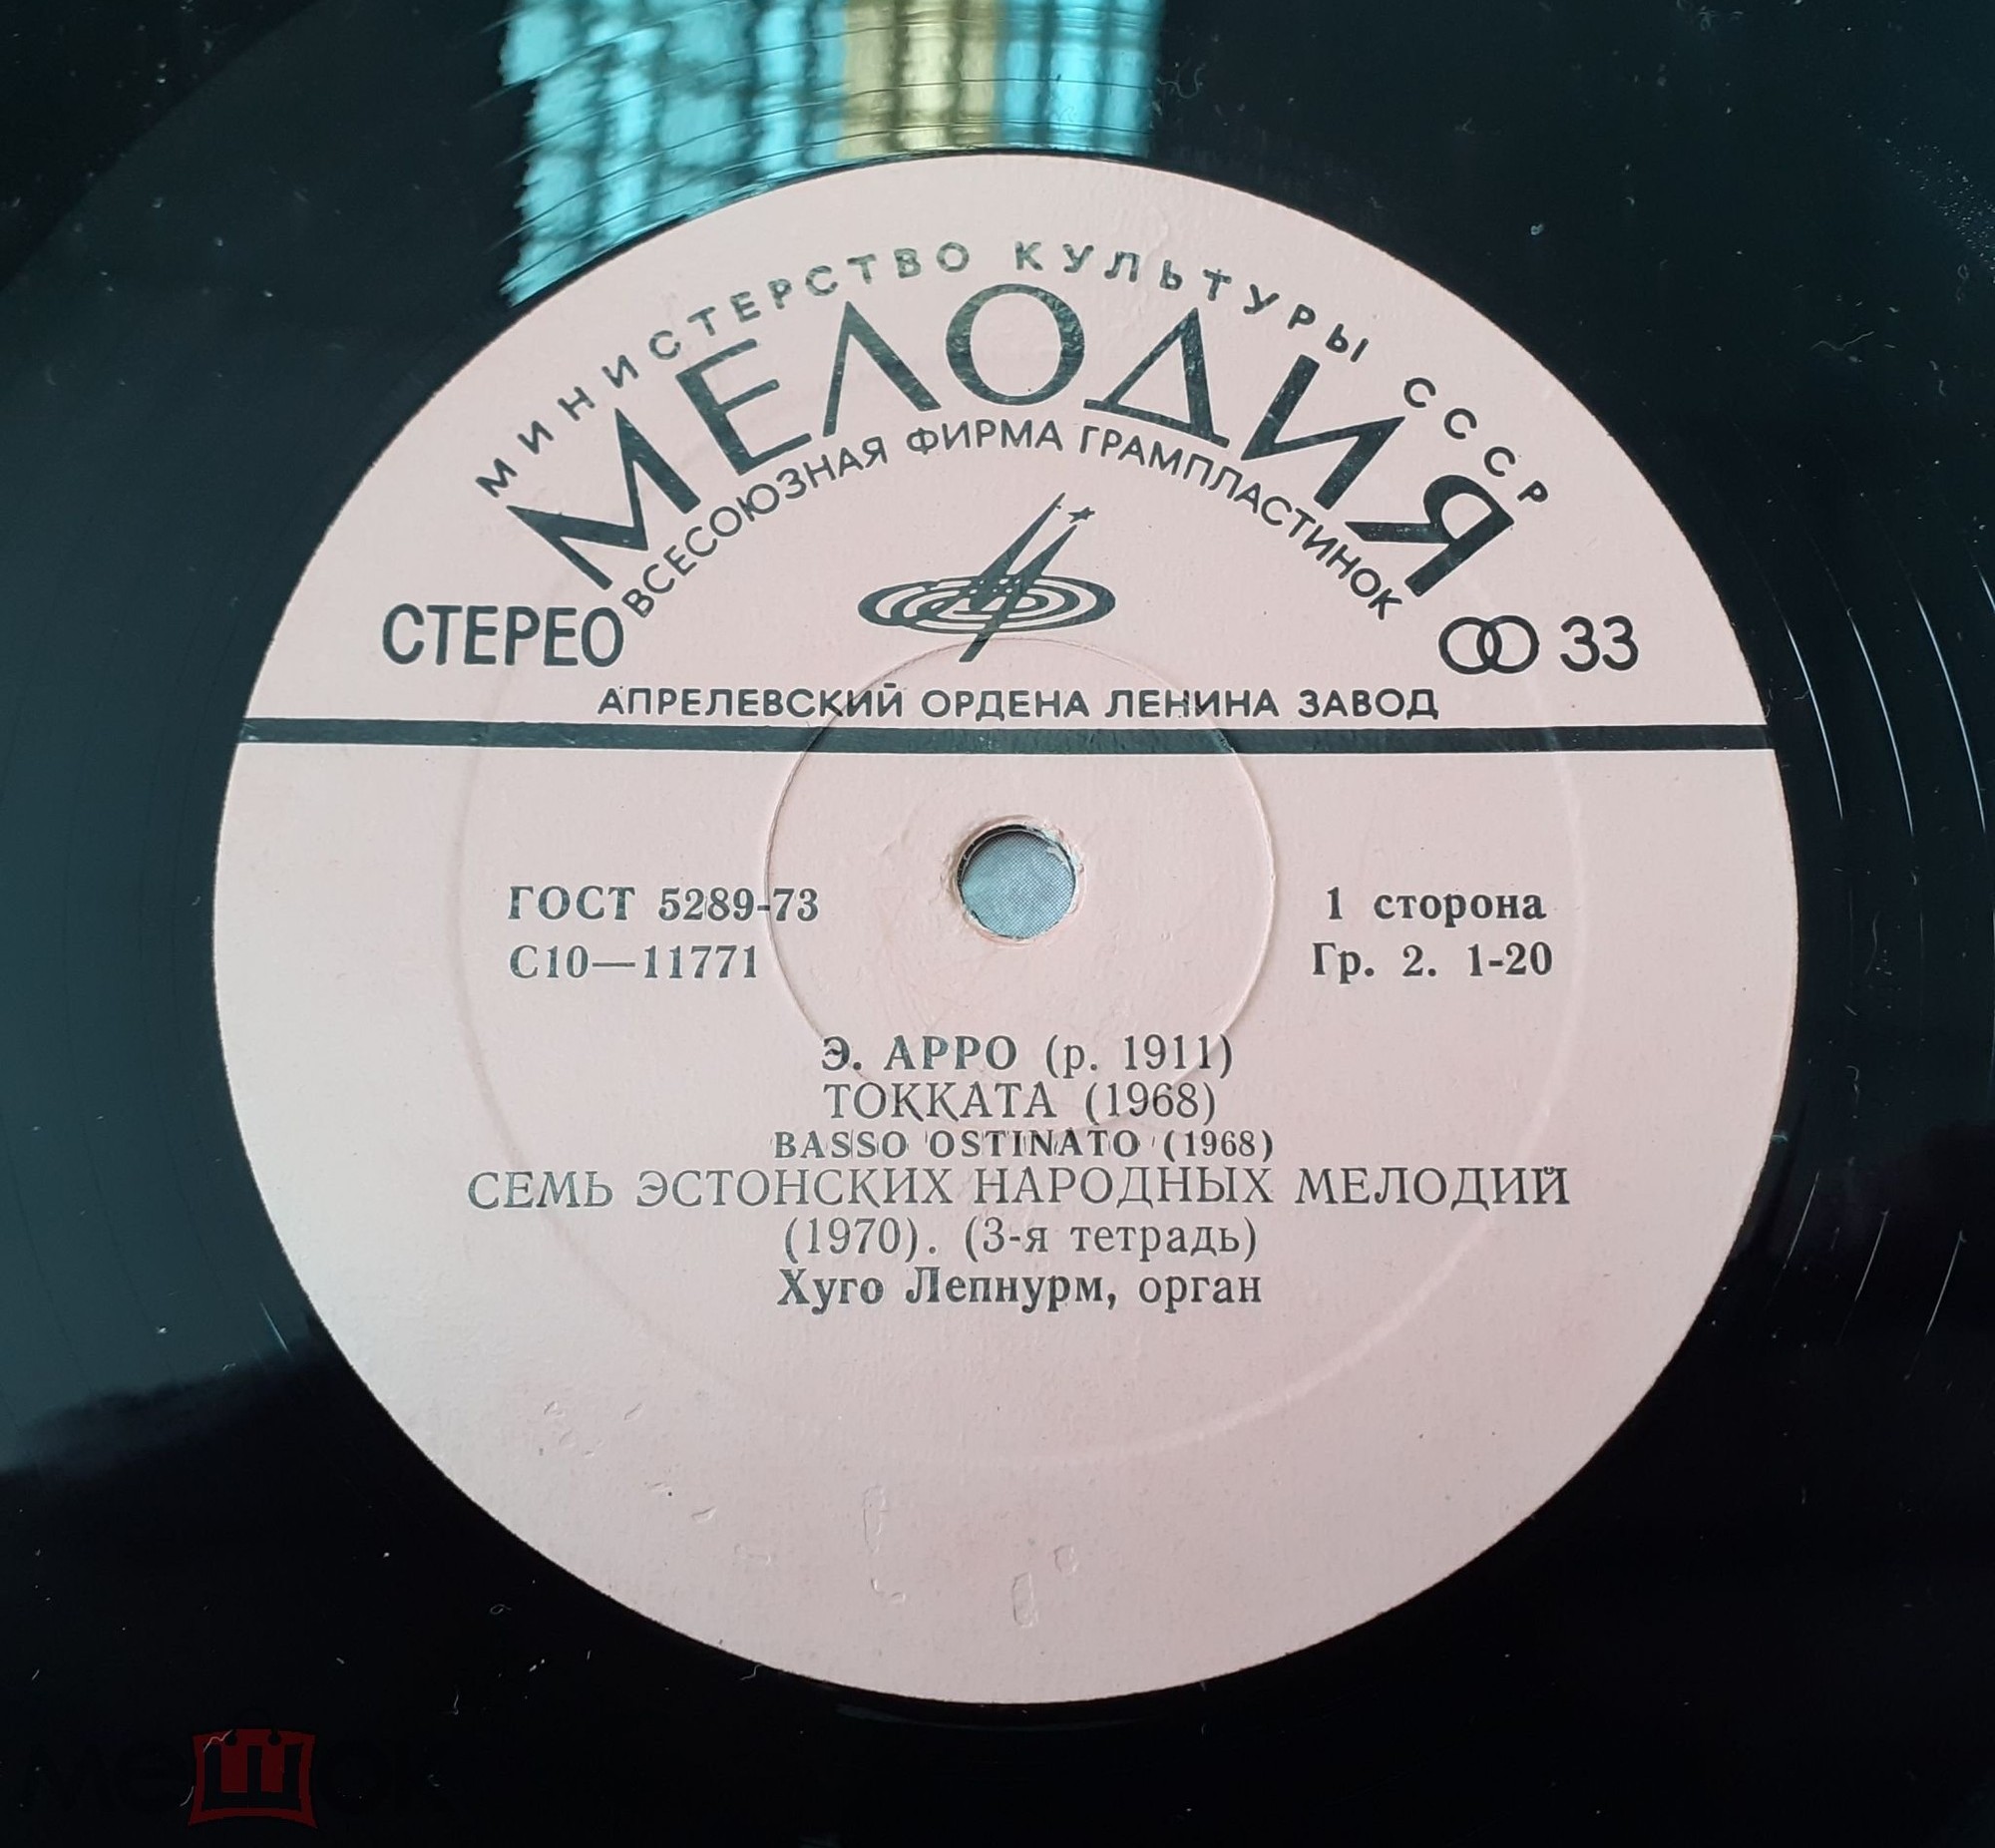 МИНИСТЕРСТВО КУЛЬТУРЫ СССР
МЕЛОДИЯ
ВСЕСОЮЗНАЯ ФИРМА ГРАМПЛАСТИНОК
СТЕРЕО
33
АПРЕЛЕВСКИЙ ОРДЕНА ЛЕНИНА ЗАВОД
ГОСТ 5289-73
1 сторона
С10—11771
Гр. 2. 1-20
Э. АРРО (р. 1911)
ТОККАТА (1968)
BASSO OSTINATO (1968)
СЕМЬ ЭСТОНСКИХ НАРОДНЫХ МЕЛОДИЙ
(1970). (3-я тетрадь)
Хуго Лепнурм, орган
мешок